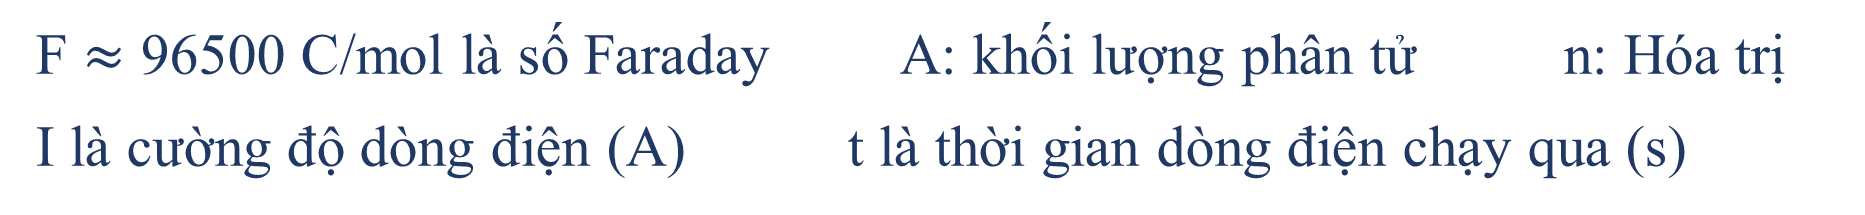 F ≈ 96500 C/mol là số Faraday A: khối lượng phân tử n: Hóa trị
I là cường độ dòng điện (A) t là thời gian dòng điện chạy qua (s)